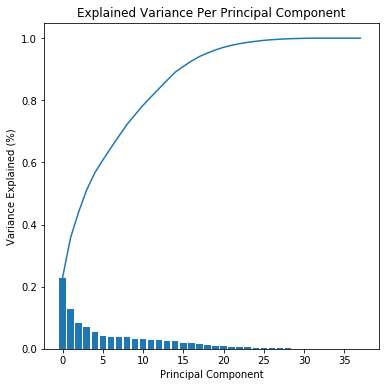 Explained Variance Per Principal Component
Variance Explained (%)
1.0
0.8
0.6
0.4
0.2
0.0
0 5 10 15 20 25 30 35
Principal Component